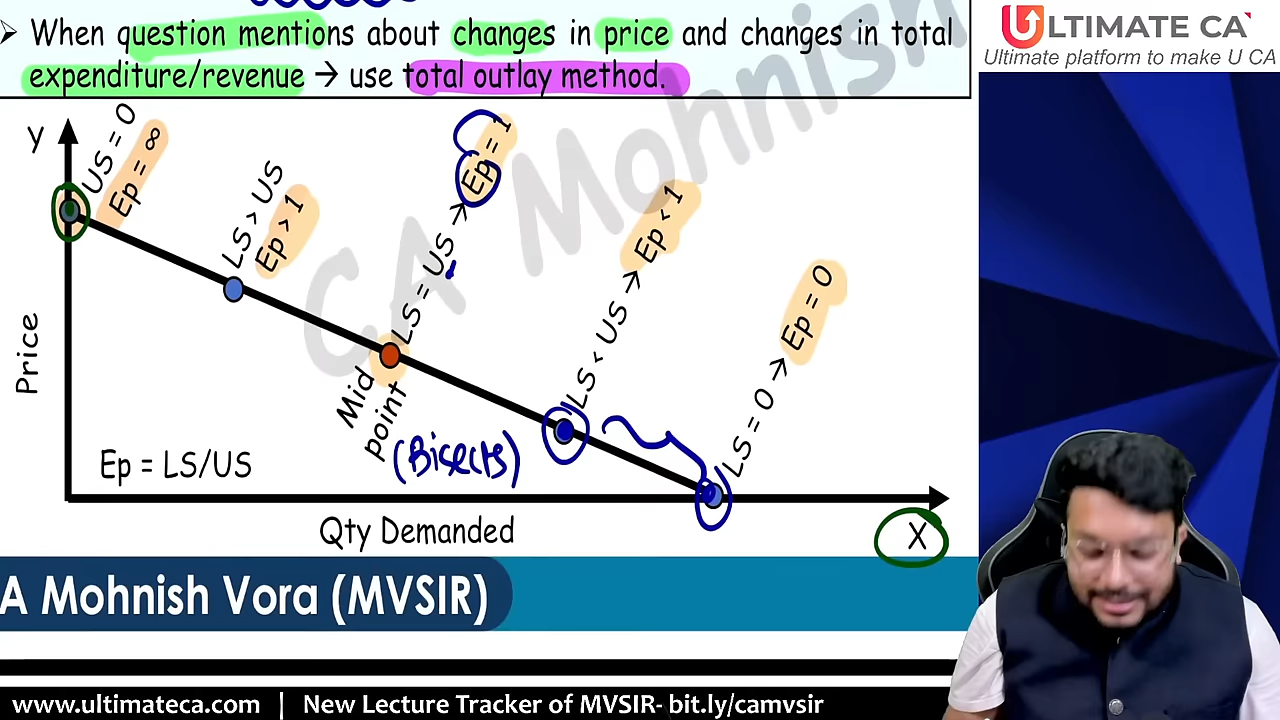 ➢ When question mentions about changes in price and changes in total
expenditure/revenue → use total outlay method.
ULTIMATE CA
Ultimate platform to make U CA
CA Mohnish
Y
US = 0
Ep = ∞
LS > US
Ep > 1
LS = US → Ep = 1
LS < US → Ep < 1
LS = 0 → Ep = 0
Price
Mid
point
(Bisects)
Ep = LS/US
Qty Demanded
X
A Mohnish Vora (MVSIR)
www.ultimateca.com | New Lecture Tracker of MVSIR- bit.ly/camvsir